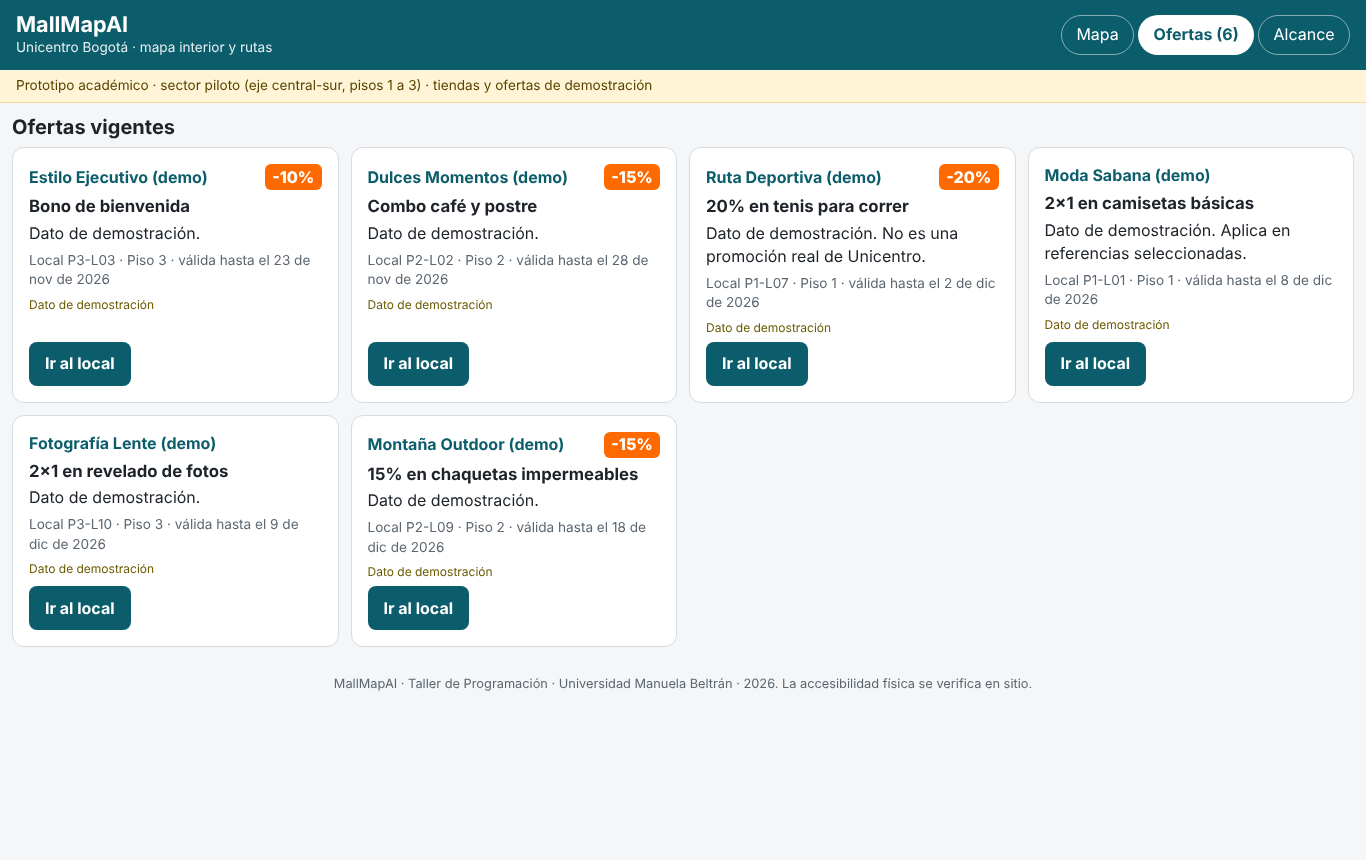 MallMapAI
Unicentro Bogotá · mapa interior y rutas
Mapa
Ofertas (6)
Alcance
Prototipo académico · sector piloto (eje central-sur, pisos 1 a 3) · tiendas y ofertas de demostración
Ofertas vigentes
Estilo Ejecutivo (demo)
-10%
Bono de bienvenida
Dato de demostración.
Local P3-L03 · Piso 3 · válida hasta el 23 de
nov de 2026
Dato de demostración
Ir al local
Dulces Momentos (demo)
-15%
Combo café y postre
Dato de demostración.
Local P2-L02 · Piso 2 · válida hasta el 28 de
nov de 2026
Dato de demostración
Ir al local
Ruta Deportiva (demo)
-20%
20% en tenis para correr
Dato de demostración. No es una
promoción real de Unicentro.
Local P1-L07 · Piso 1 · válida hasta el 2 de dic
de 2026
Dato de demostración
Ir al local
Moda Sabana (demo)
2×1 en camisetas básicas
Dato de demostración. Aplica en
referencias seleccionadas.
Local P1-L01 · Piso 1 · válida hasta el 8 de dic
de 2026
Dato de demostración
Ir al local
Fotografía Lente (demo)
2×1 en revelado de fotos
Dato de demostración.
Local P3-L10 · Piso 3 · válida hasta el 9 de
dic de 2026
Dato de demostración
Ir al local
Montaña Outdoor (demo)
-15%
15% en chaquetas impermeables
Dato de demostración.
Local P2-L09 · Piso 2 · válida hasta el 18 de
dic de 2026
Dato de demostración
Ir al local
MallMapAI · Taller de Programación · Universidad Manuela Beltrán · 2026. La accesibilidad física se verifica en sitio.